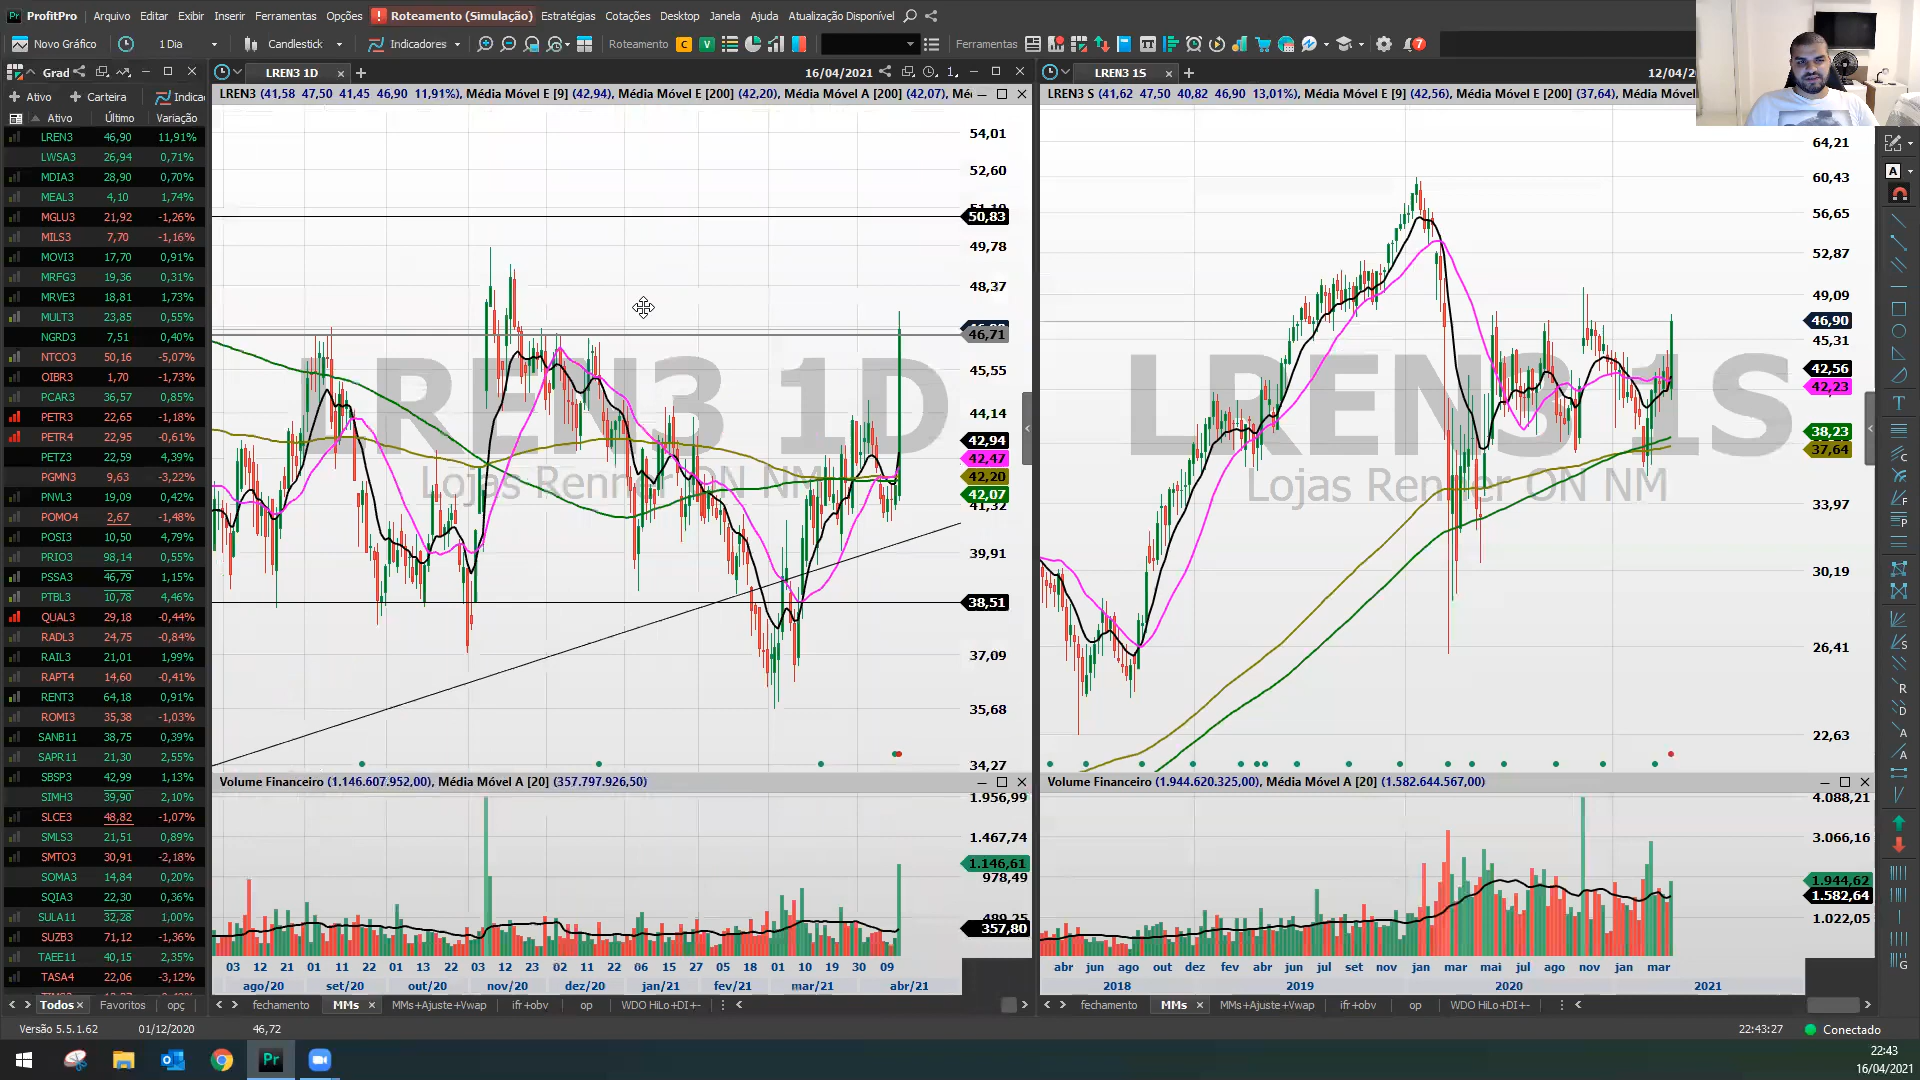 ProfitPro Arquivo Editar Exibir Inserir Ferramentas Opções ! Roteamento (Simulação) Estratégias Cotações Desktop Janela Ajuda Atualização Disponível
Novo Gráfico 1 Dia Candlestick Indicadores Roteamento C V Ferramentas 7
Grad LREN3 1D 16/04/2021 1 LREN3 1S 12/04/20
Ativo Carteira Indica
LREN3 (41,58 47,50 41,45 46,90 11,91%), Média Móvel E [9] (42,94), Média Móvel E [200] (42,20), Média Móvel A [200] (42,07), Mé
LREN3 S (41,62 47,50 40,82 46,90 13,01%), Média Móvel E [9] (42,56), Média Móvel E [200] (37,64), Média Móvel
Ativo Último Variação
LREN3 46,90 11,91%
LWSA3 26,94 0,71%
MDIA3 28,90 0,70%
MEAL3 4,10 1,74%
MGLU3 21,92 -1,26%
MILS3 7,70 -1,16%
MOVI3 17,70 0,91%
MRFG3 19,36 0,31%
MRVE3 18,81 1,73%
MULT3 23,85 0,55%
NGRD3 7,51 0,40%
NTCO3 50,16 -5,07%
OIBR3 1,70 -1,73%
PCAR3 36,57 0,85%
PETR3 22,65 -1,18%
PETR4 22,95 -0,61%
PETZ3 22,59 4,39%
PGMN3 9,63 -3,22%
PNVL3 19,09 0,42%
POMO4 2,67 -1,48%
POSI3 10,50 4,79%
PRIO3 98,14 0,55%
PSSA3 46,79 1,15%
PTBL3 10,78 4,46%
QUAL3 29,18 -0,44%
RADL3 24,75 -0,84%
RAIL3 21,01 1,99%
RAPT4 14,60 -0,41%
RENT3 64,18 0,91%
ROMI3 35,38 -1,03%
SANB11 38,75 0,39%
SAPR11 21,30 2,55%
SBSP3 42,99 1,13%
SIMH3 39,90 2,10%
SLCE3 48,82 -1,07%
SMLS3 21,51 0,89%
SMTO3 30,91 -2,18%
SOMA3 14,84 0,20%
SQIA3 22,30 0,36%
SULA11 32,28 1,00%
SUZB3 71,12 -1,36%
TAEE11 40,15 2,35%
TASA4 22,06 -3,12%
LREN3 1D
Lojas Renner ON NM
54,01
52,60
50,83
49,78
48,37
46,71
45,55
44,14
42,94
42,47
42,20
42,07
41,32
39,91
38,51
37,09
35,68
34,27
LREN3 1S
Lojas Renner ON NM
64,21
60,43
56,65
52,87
49,09
46,90
45,31
42,56
42,23
38,23
37,64
33,97
30,19
26,41
22,63
Volume Financeiro (1.146.607.952,00), Média Móvel A [20] (357.797.926,50)
1.956,99
1.467,74
1.146,61
978,49
489,25
357,80
Volume Financeiro (1.944.620.325,00), Média Móvel A [20] (1.582.644.567,00)
4.088,21
3.066,16
1.944,62
1.582,64
1.022,05
03 12 21 01 11 22 01 13 22 03 12 23 02 11 22 06 15 27 05 18 01 10 19 30 09
ago/20 set/20 out/20 nov/20 dez/20 jan/21 fev/21 mar/21 abr/21
abr jun ago out dez fev abr jun jul set nov jan mar mai jul ago nov jan mar
2018 2019 2020 2021
Todos Favoritos opç fechamento MMs MMs+Ajuste+Vwap ifr+obv op WDO HiLo+DI+-
fechamento MMs MMs+Ajuste+Vwap ifr+obv op WDO HiLo+DI+-
Versão 5.5.1.62 01/12/2020 46,72 22:43:27 Conectado
Pr 22:43
16/04/2021